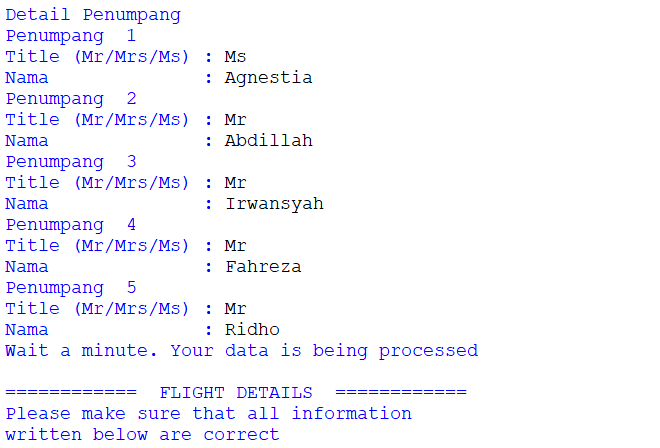 Detail Penumpang
Penumpang  1
Title (Mr/Mrs/Ms) : Ms
Nama              : Agnestia
Penumpang  2
Title (Mr/Mrs/Ms) : Mr
Nama              : Abdillah
Penumpang  3
Title (Mr/Mrs/Ms) : Mr
Nama              : Irwansyah
Penumpang  4
Title (Mr/Mrs/Ms) : Mr
Nama              : Fahreza
Penumpang  5
Title (Mr/Mrs/Ms) : Mr
Nama              : Ridho
Wait a minute. Your data is being processed
============  FLIGHT DETAILS  ============
Please make sure that all information
written below are correct